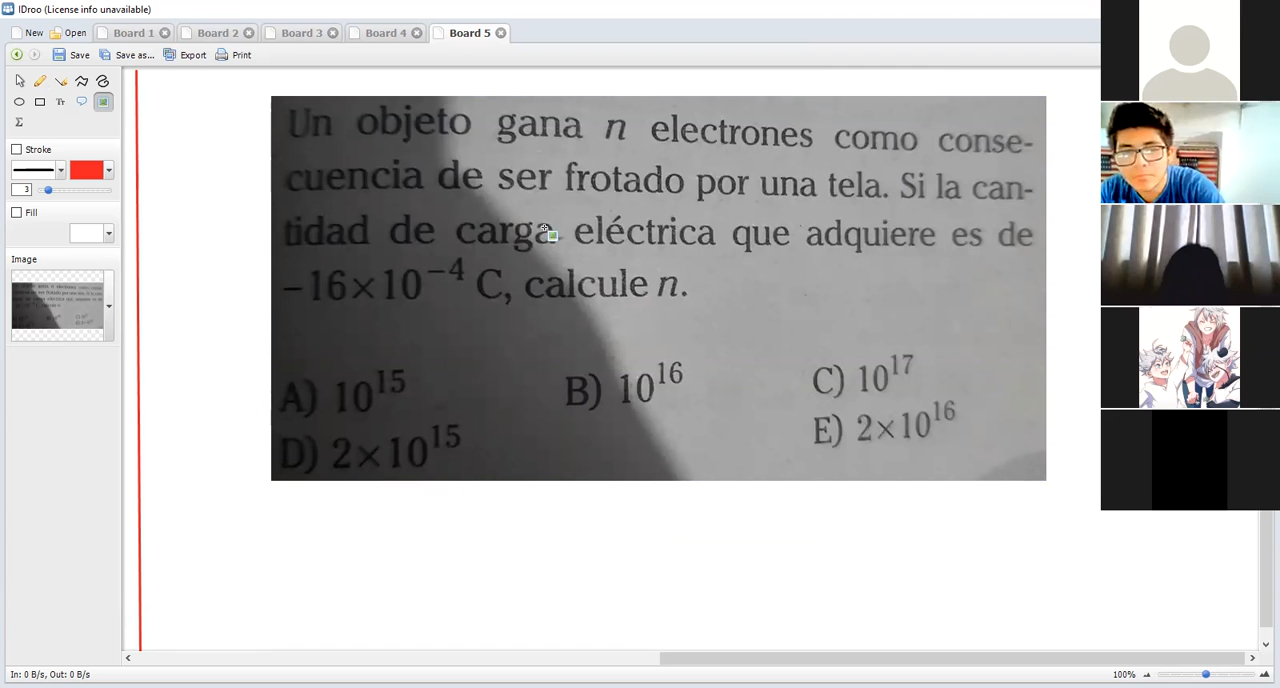 IDroo (License info unavailable)
New Open Board 1 Board 2 Board 3 Board 4 Board 5
Save Save as... Export Print
Tr
Σ
Stroke
3
Fill
Image
Un objeto gana n electrones como conse-
cuencia de ser frotado por una tela. Si la can-
tidad de carga eléctrica que adquiere es de
−16×10⁻⁴ C, calcule n.
A) 10¹⁵ B) 10¹⁶ C) 10¹⁷
D) 2×10¹⁵ E) 2×10¹⁶
In: 0 B/s, Out: 0 B/s 100%